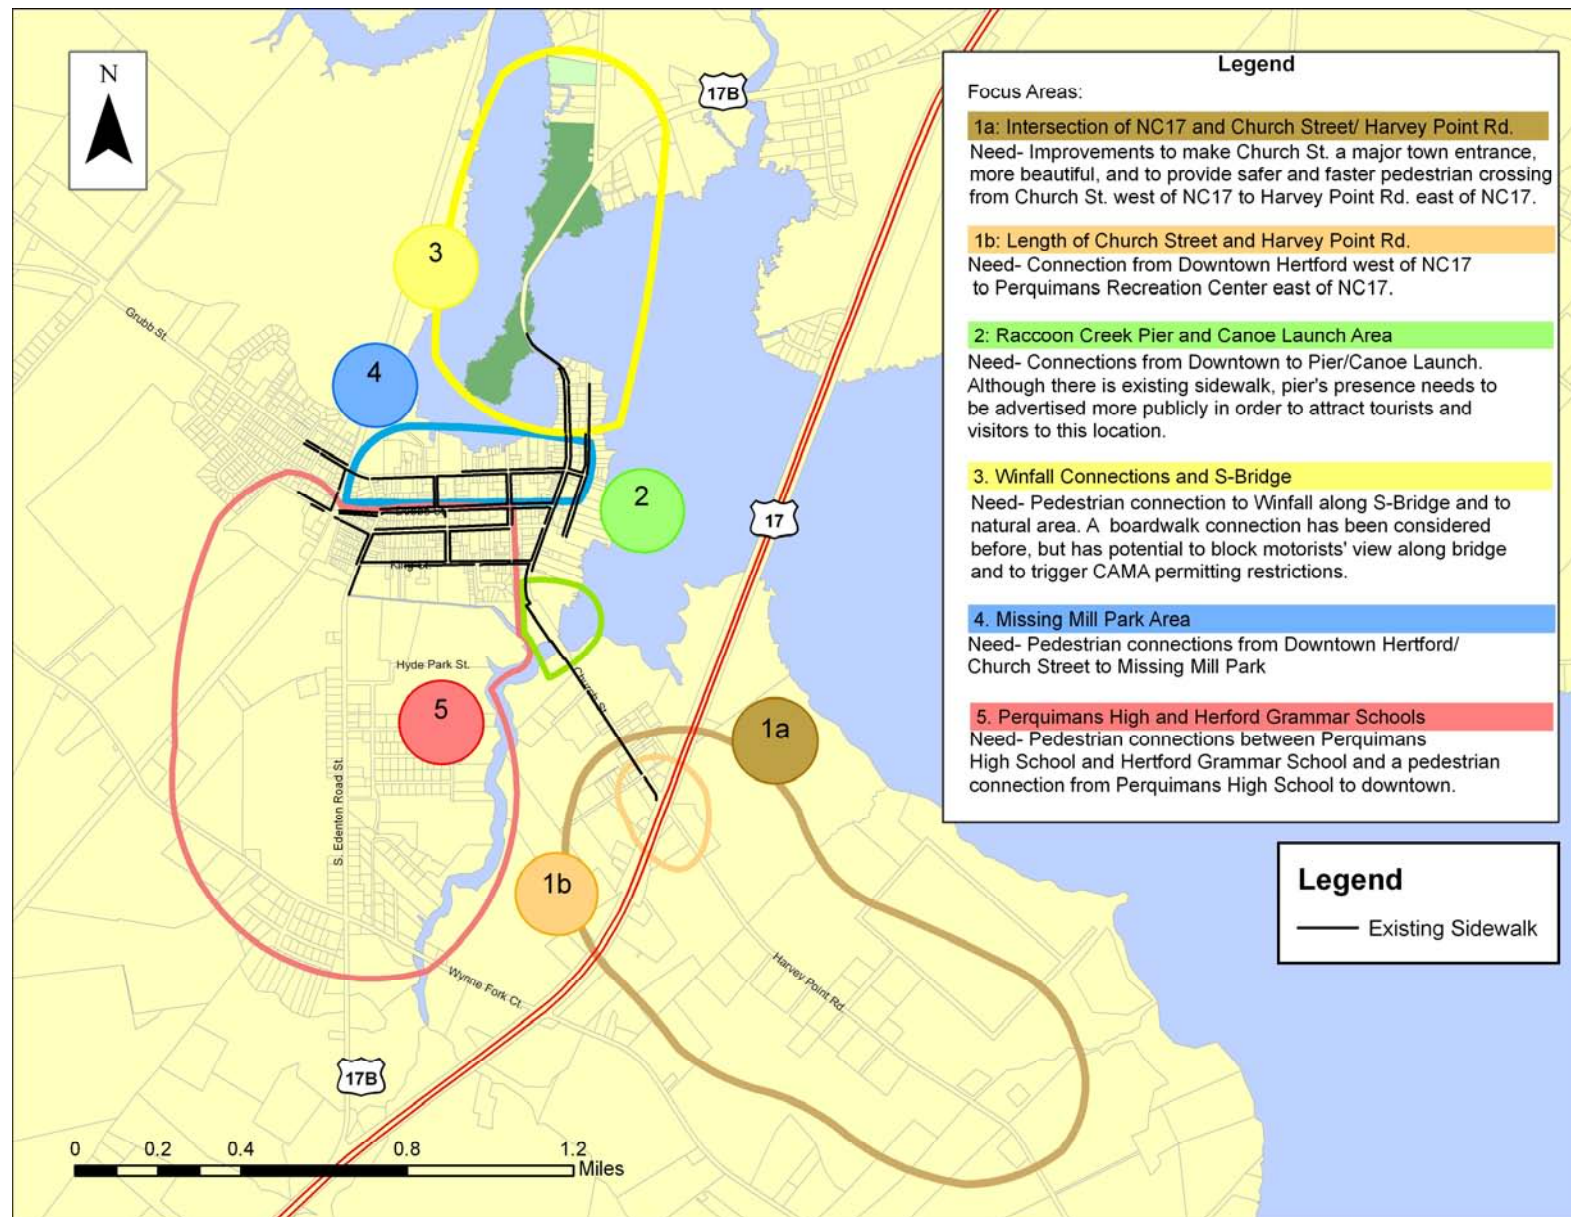 N
17B
3
4
2
17
Grubb St.
Hyde Park St.
Church St.
5
1a
1b
S. Edenton Road St.
Harvey Point Rd.
Wynne Fork Ct.
17B
0 0.2 0.4 0.8 1.2
Miles
Legend
Focus Areas:
1a: Intersection of NC17 and Church Street/ Harvey Point Rd.
Need- Improvements to make Church St. a major town entrance,
more beautiful, and to provide safer and faster pedestrian crossing
from Church St. west of NC17 to Harvey Point Rd. east of NC17.
1b: Length of Church Street and Harvey Point Rd.
Need- Connection from Downtown Hertford west of NC17
to Perquimans Recreation Center east of NC17.
2: Raccoon Creek Pier and Canoe Launch Area
Need- Connections from Downtown to Pier/Canoe Launch.
Although there is existing sidewalk, pier's presence needs to
be advertised more publicly in order to attract tourists and
visitors to this location.
3. Winfall Connections and S-Bridge
Need- Pedestrian connection to Winfall along S-Bridge and to
natural area. A boardwalk connection has been considered
before, but has potential to block motorists' view along bridge
and to trigger CAMA permitting restrictions.
4. Missing Mill Park Area
Need- Pedestrian connections from Downtown Hertford/
Church Street to Missing Mill Park
5. Perquimans High and Herford Grammar Schools
Need- Pedestrian connections between Perquimans
High School and Hertford Grammar School and a pedestrian
connection from Perquimans High School to downtown.
Legend
Existing Sidewalk